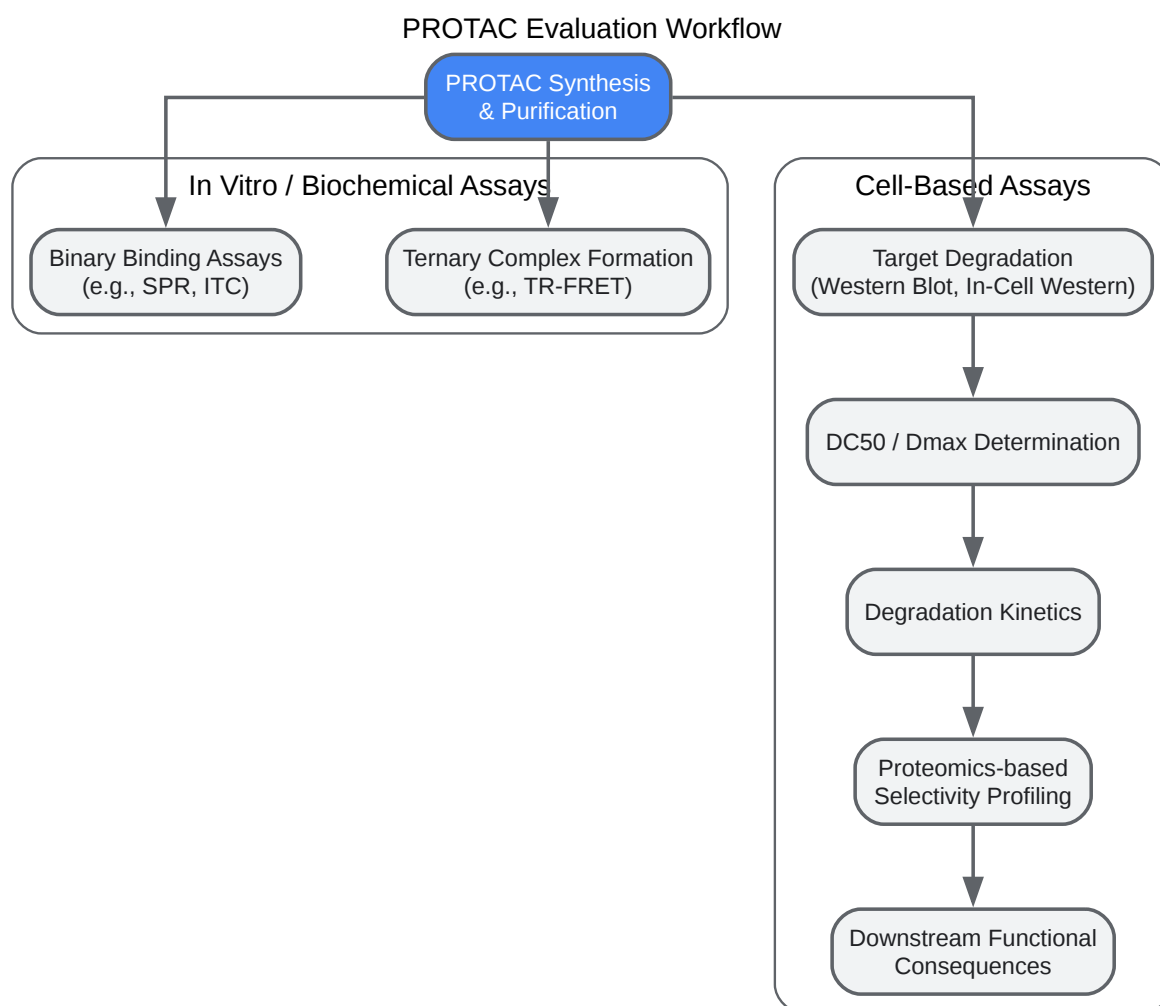 PROTAC Evaluation Workflow
PROTAC Synthesis
& Purification
In Vitro / Biochemical Assays
Binary Binding Assays
(e.g., SPR, ITC)
Ternary Complex Formation
(e.g., TR-FRET)
Cell-Based Assays
Target Degradation
(Western Blot, In-Cell Western)
DC50 / Dmax Determination
Degradation Kinetics
Proteomics-based
Selectivity Profiling
Downstream Functional
Consequences